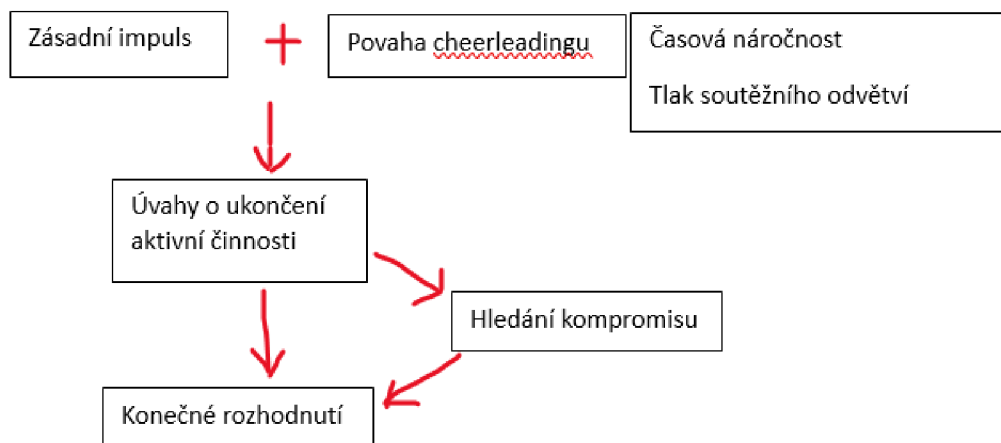 Zásadní impuls
+
Povaha cheerleadingu
Časová náročnost
Tlak soutěžního odvětví
Úvahy o ukončení
aktivní činnosti
Hledání kompromisu
Konečné rozhodnutí